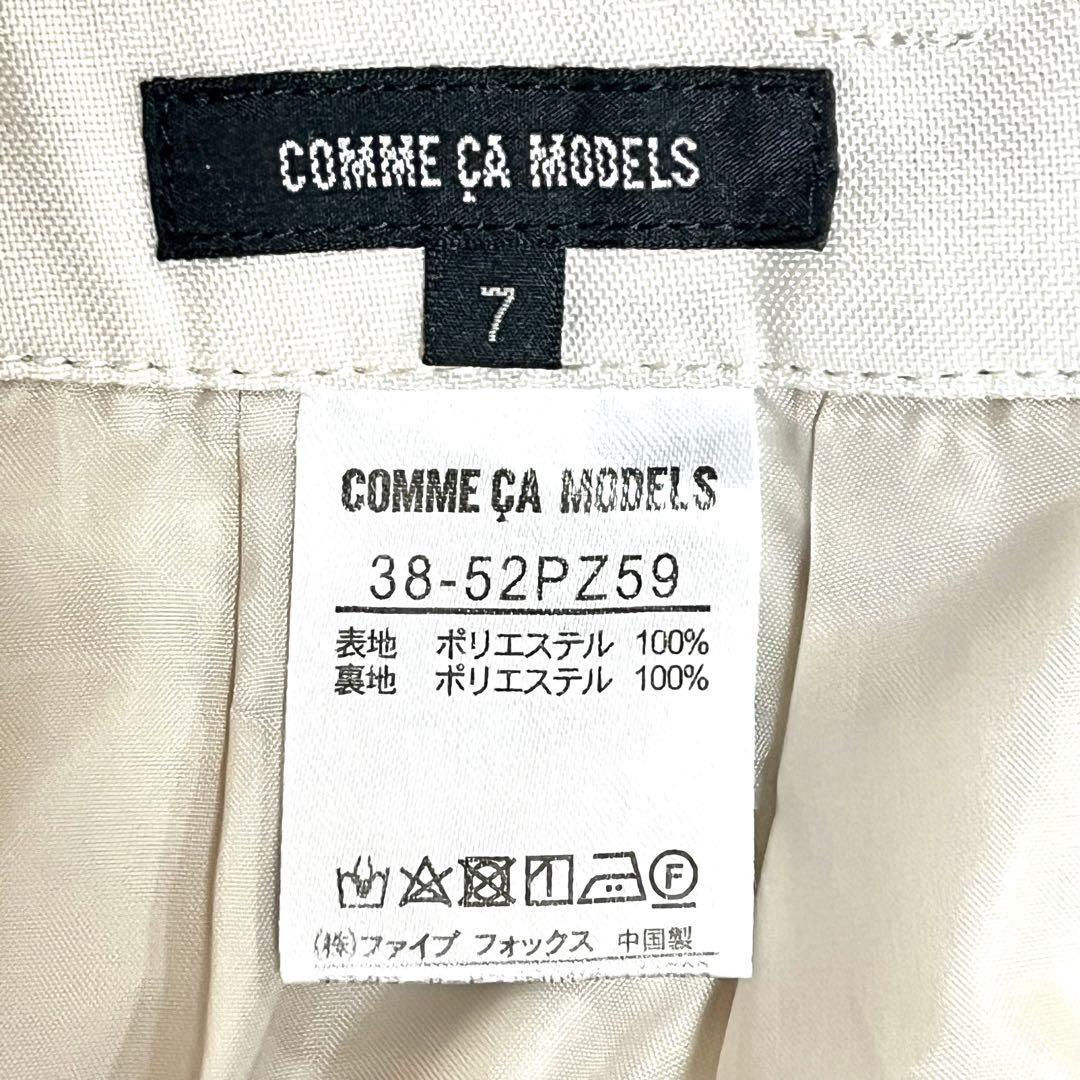 COMME ÇA MODELS
7
COMME ÇA MODELS
38-52PZ59
表地 ポリエステル 100%
裏地 ポリエステル 100%
F
(株)ファイブ フォックス 中国製